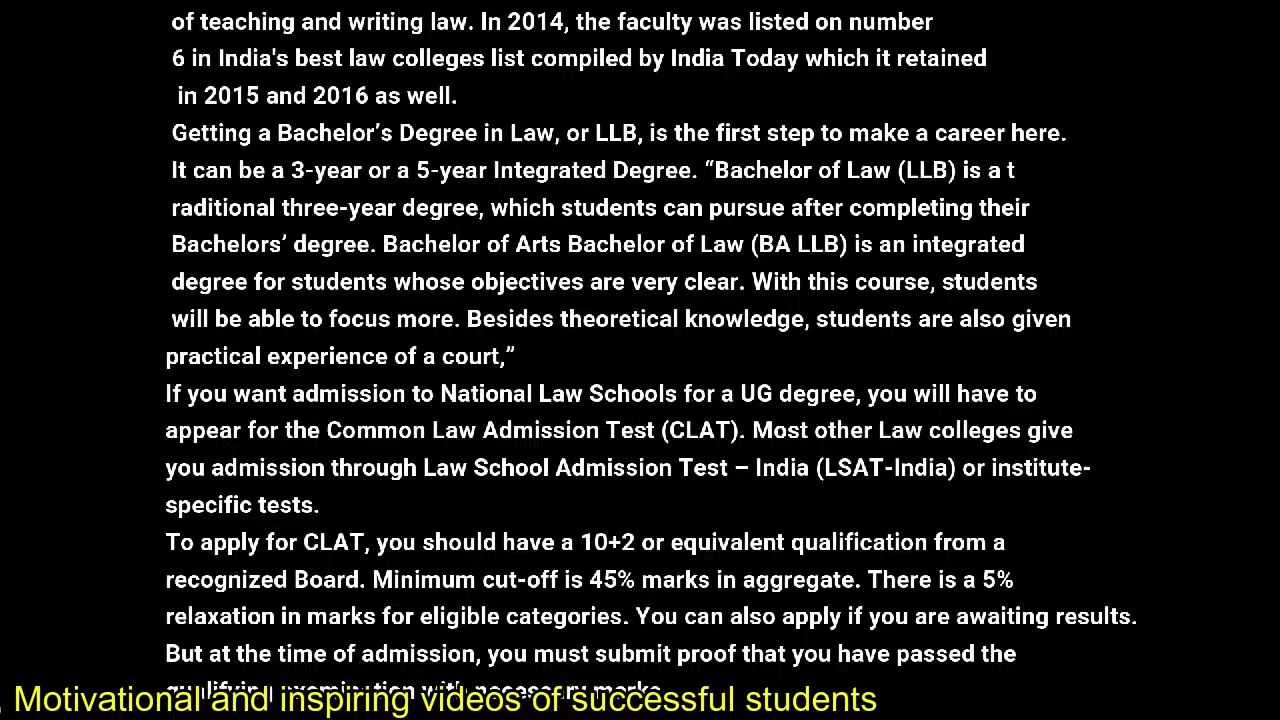 of teaching and writing law. In 2014, the faculty was listed on number
6 in India's best law colleges list compiled by India Today which it retained
in 2015 and 2016 as well.
Getting a Bachelor’s Degree in Law, or LLB, is the first step to make a career here.
It can be a 3-year or a 5-year Integrated Degree. “Bachelor of Law (LLB) is a t
raditional three-year degree, which students can pursue after completing their
Bachelors’ degree. Bachelor of Arts Bachelor of Law (BA LLB) is an integrated
degree for students whose objectives are very clear. With this course, students
will be able to focus more. Besides theoretical knowledge, students are also given
practical experience of a court,”
If you want admission to National Law Schools for a UG degree, you will have to
appear for the Common Law Admission Test (CLAT). Most other Law colleges give
you admission through Law School Admission Test – India (LSAT-India) or institute-
specific tests.
To apply for CLAT, you should have a 10+2 or equivalent qualification from a
recognized Board. Minimum cut-off is 45% marks in aggregate. There is a 5%
relaxation in marks for eligible categories. You can also apply if you are awaiting results.
But at the time of admission, you must submit proof that you have passed the
qualifying examination with necessary marks
, Motivational and inspiring videos of successful students